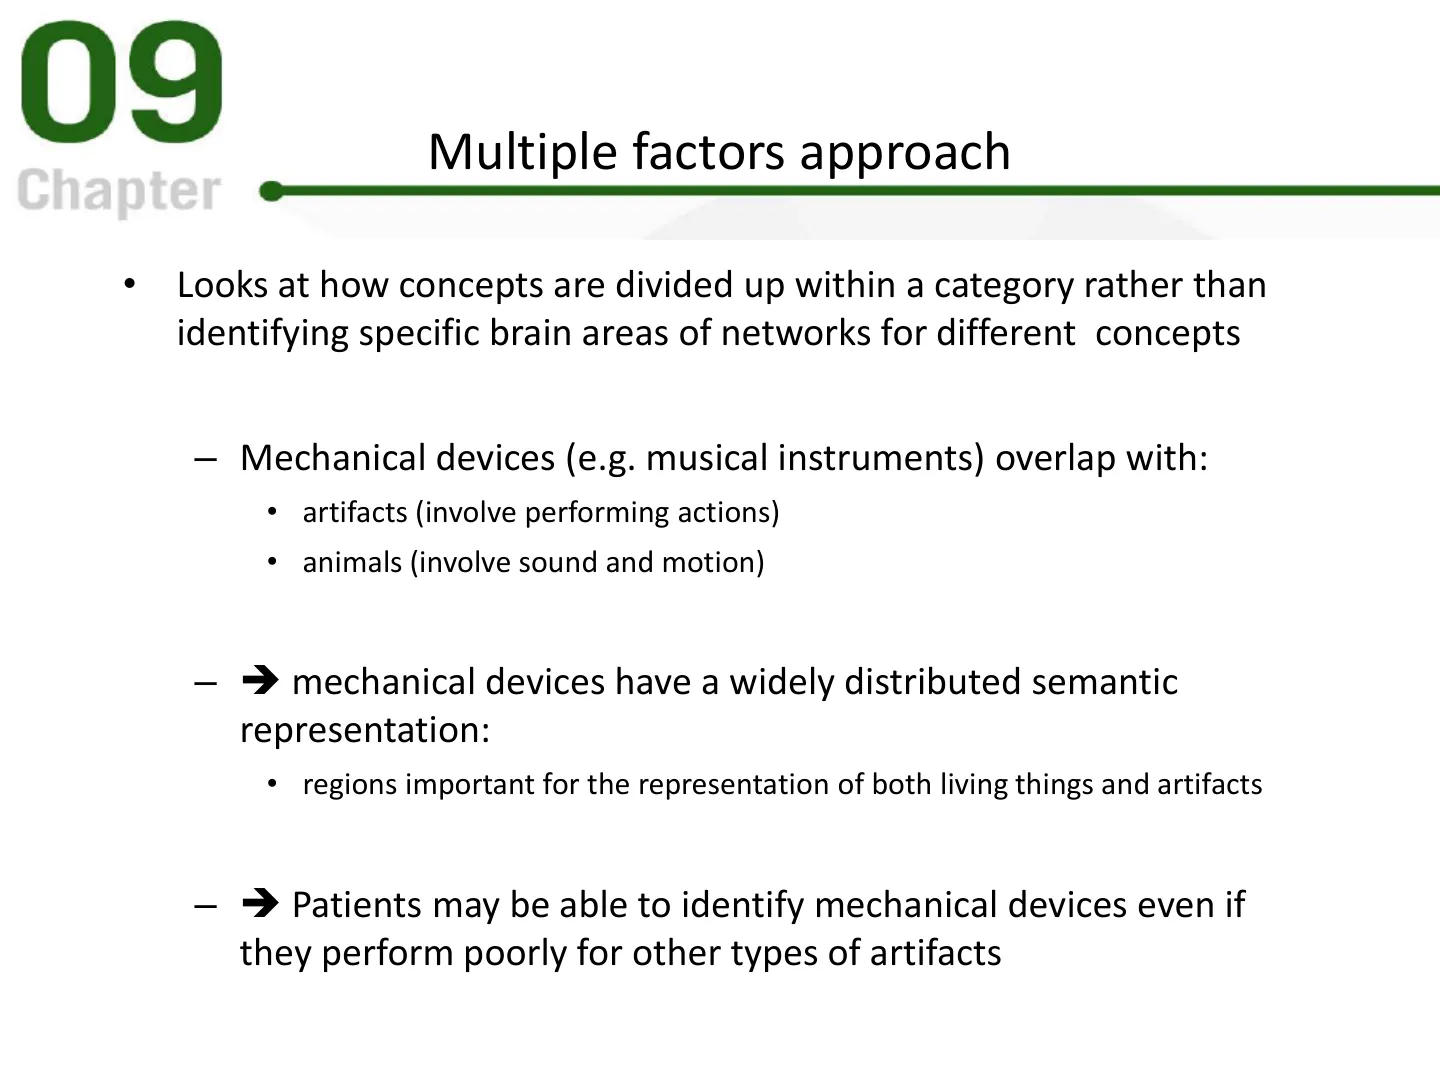 09
Chapter
Multiple factors approach
• Looks at how concepts are divided up within a category rather than
identifying specific brain areas of networks for different  concepts
– Mechanical devices (e.g. musical instruments) overlap with:
• artifacts (involve performing actions)
• animals (involve sound and motion)
– ➔ mechanical devices have a widely distributed semantic
representation:
• regions important for the representation of both living things and artifacts
– ➔ Patients may be able to identify mechanical devices even if
they perform poorly for other types of artifacts